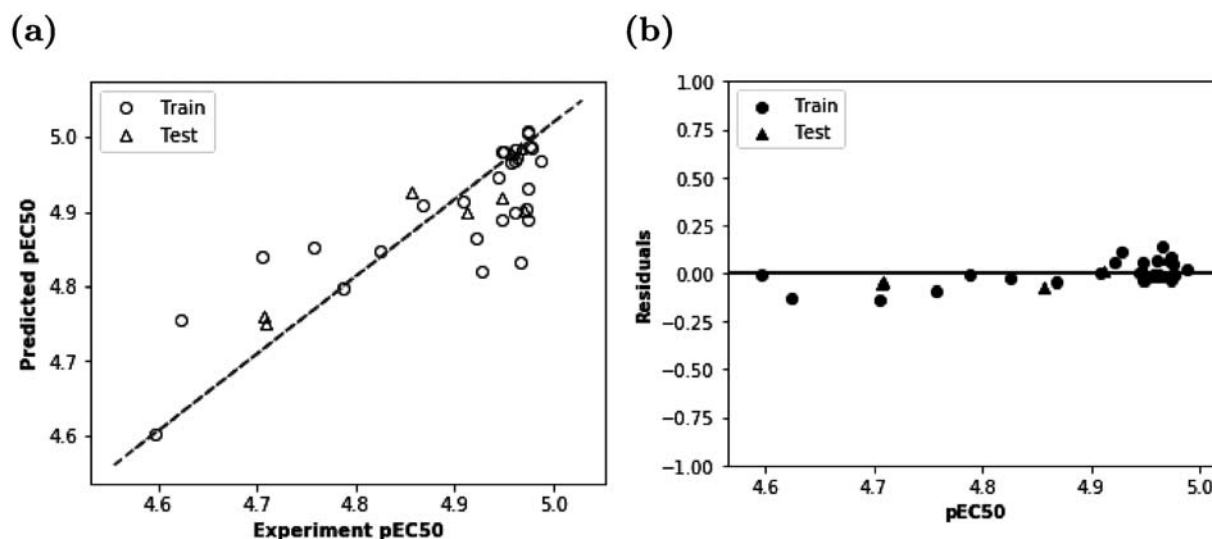 (a)
Train
Test
Predicted pEC50
5.0
4.9
4.8
4.7
4.6
4.6 4.7 4.8 4.9 5.0
Experiment pEC50
(b)
Train
Test
Residuals
1.00
0.75
0.50
0.25
0.00
−0.25
−0.50
−0.75
−1.00
4.6 4.7 4.8 4.9 5.0
pEC50